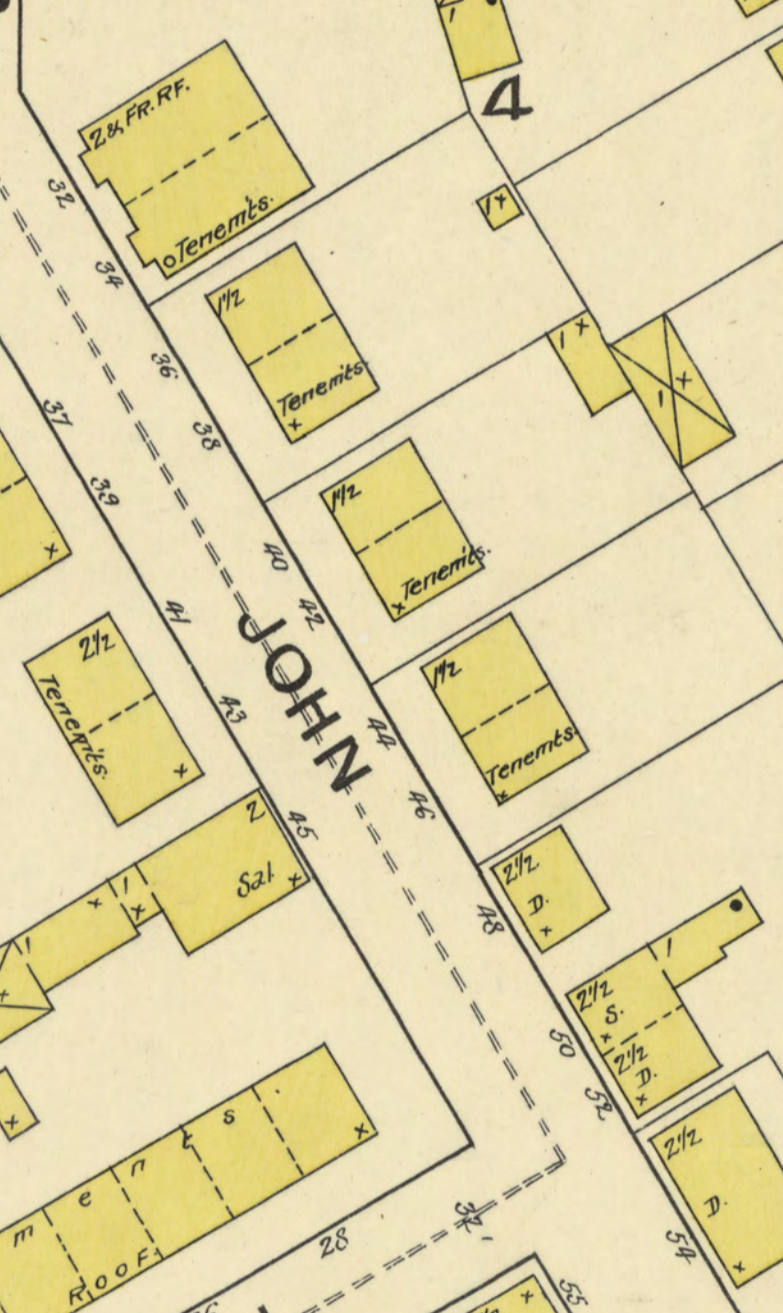 1
4
2&FR.RF.
Tenemts.
32
34
1
1½
Tenemts.
36
38
37
39
1
1
1½
Tenemts.
40
42
41
43
JOHN
2½
Tenemts.
1½
Tenemts.
44
46
45
2
Sal.
1
1
2½
D.
48
1
2½
S.
2½
D.
50
52
m e n t s
ROOF
28
32'
2½
D.
54
55